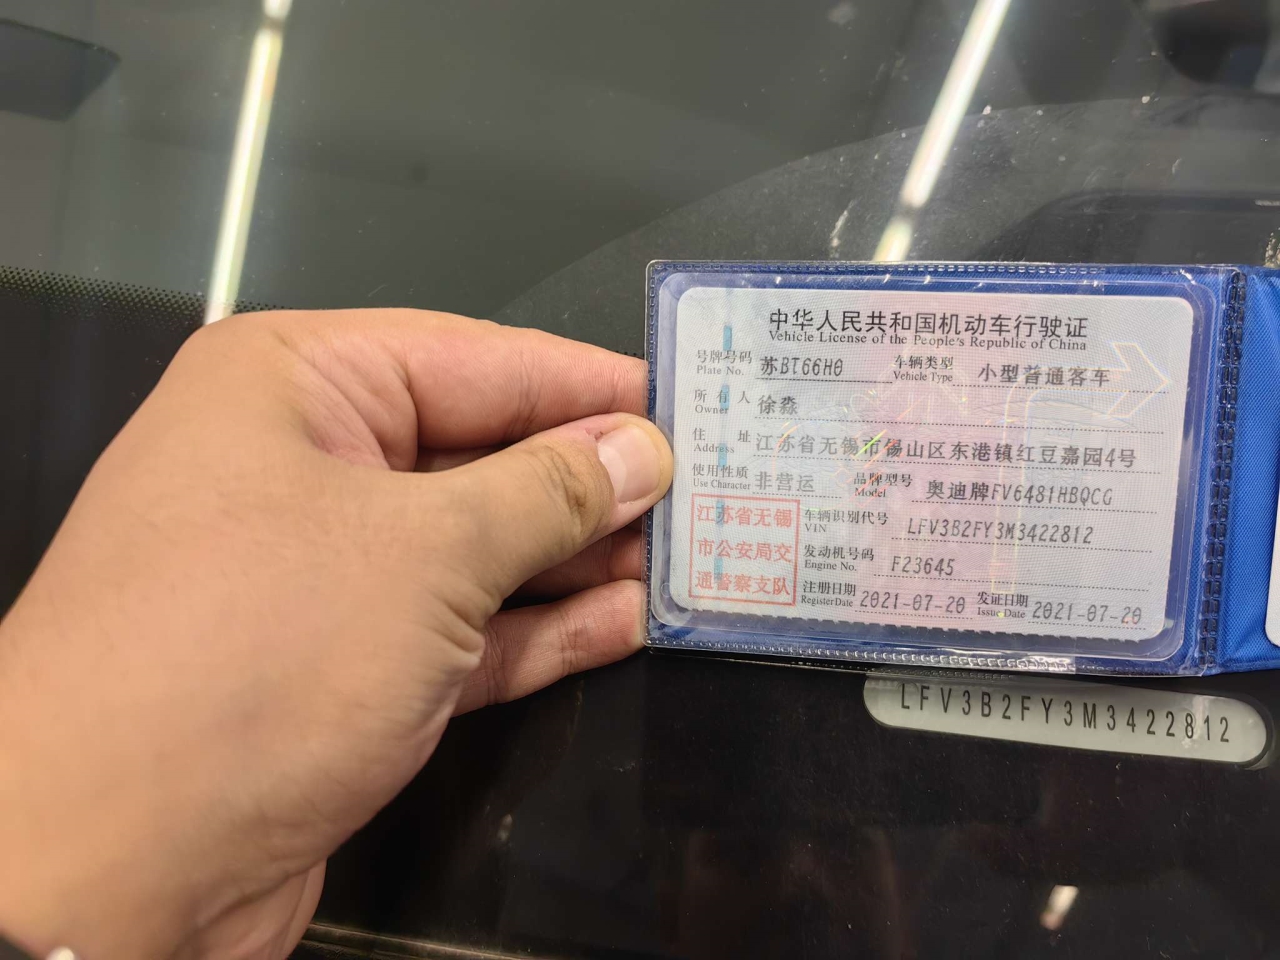 中华人民共和国机动车行驶证
Vehicle License of the People's Republic of China
号牌号码 苏BT66H0 车辆类型 小型普通客车
Plate No. Vehicle Type
所有人 徐淼
Owner
住址 江苏省无锡市锡山区东港镇红豆嘉园4号
Address
使用性质 非营运 品牌型号 奥迪牌FV6481HBQCG
Use Character Model
江苏省无锡
市公安局交
通警察支队
车辆识别代号 LFV3B2FY3M3422812
VIN
发动机号码 F23645
Engine No.
注册日期 2021-07-20 发证日期 2021-07-20
Register Date Issue Date
LFV3B2FY3M3422812